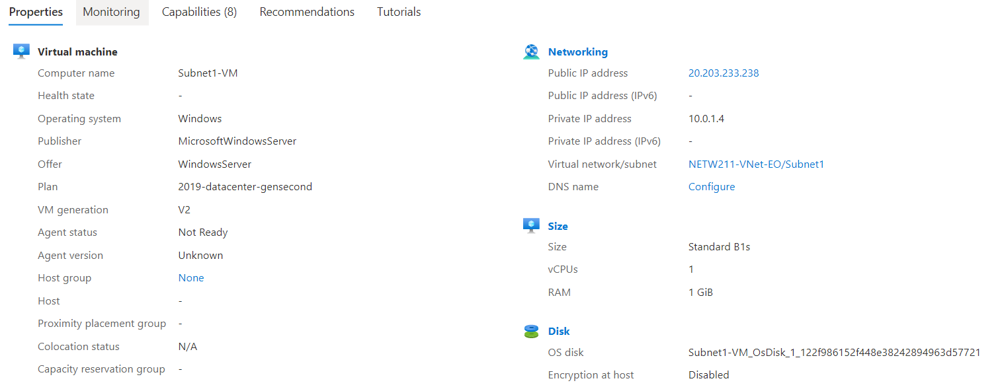 Properties Monitoring Capabilities (8) Recommendations Tutorials
Virtual machine
Computer name Subnet1-VM
Health state -
Operating system Windows
Publisher MicrosoftWindowsServer
Offer WindowsServer
Plan 2019-datacenter-gensecond
VM generation V2
Agent status Not Ready
Agent version Unknown
Host group None
Host -
Proximity placement group -
Colocation status N/A
Capacity reservation group -
Networking
Public IP address 20.203.233.238
Public IP address (IPv6) -
Private IP address 10.0.1.4
Private IP address (IPv6) -
Virtual network/subnet NETW211-VNet-EO/Subnet1
DNS name Configure
Size
Size Standard B1s
vCPUs 1
RAM 1 GiB
Disk
OS disk Subnet1-VM_OsDisk_1_122f986152f448e38242894963d57721
Encryption at host Disabled